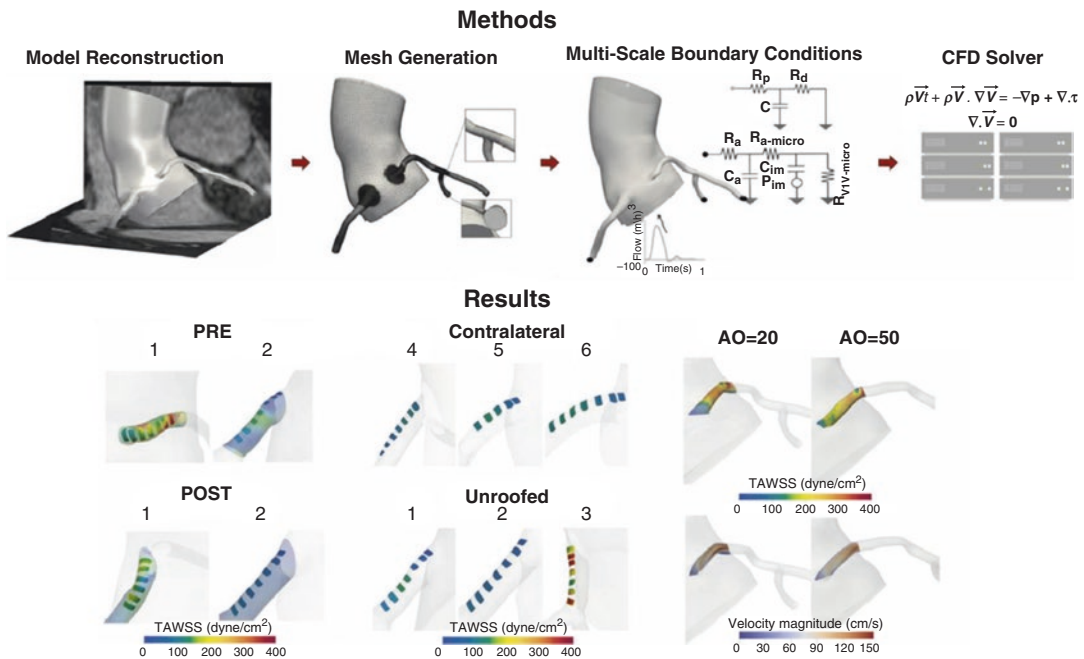 Methods
Model Reconstruction
Mesh Generation
Multi-Scale Boundary Conditions
CFD Solver
Rp Rd
C
Ra Ra-micro
Ca
Cim
Pim
RV1V-micro
Flow (m\h)3
–100
0 Time(s) 1
ρVt + ρV . ∇V = –∇p + ∇.τ
∇.V = 0
Results
PRE
1 2
Contralateral
4 5 6
AO=20 AO=50
TAWSS (dyne/cm²)
0 100 200 300 400
POST
1 2
Unroofed
1 2 3
TAWSS (dyne/cm²)
0 100 200 300 400
TAWSS (dyne/cm²)
0 100 200 300 400
Velocity magnitude (cm/s)
0 30 60 90 120 150